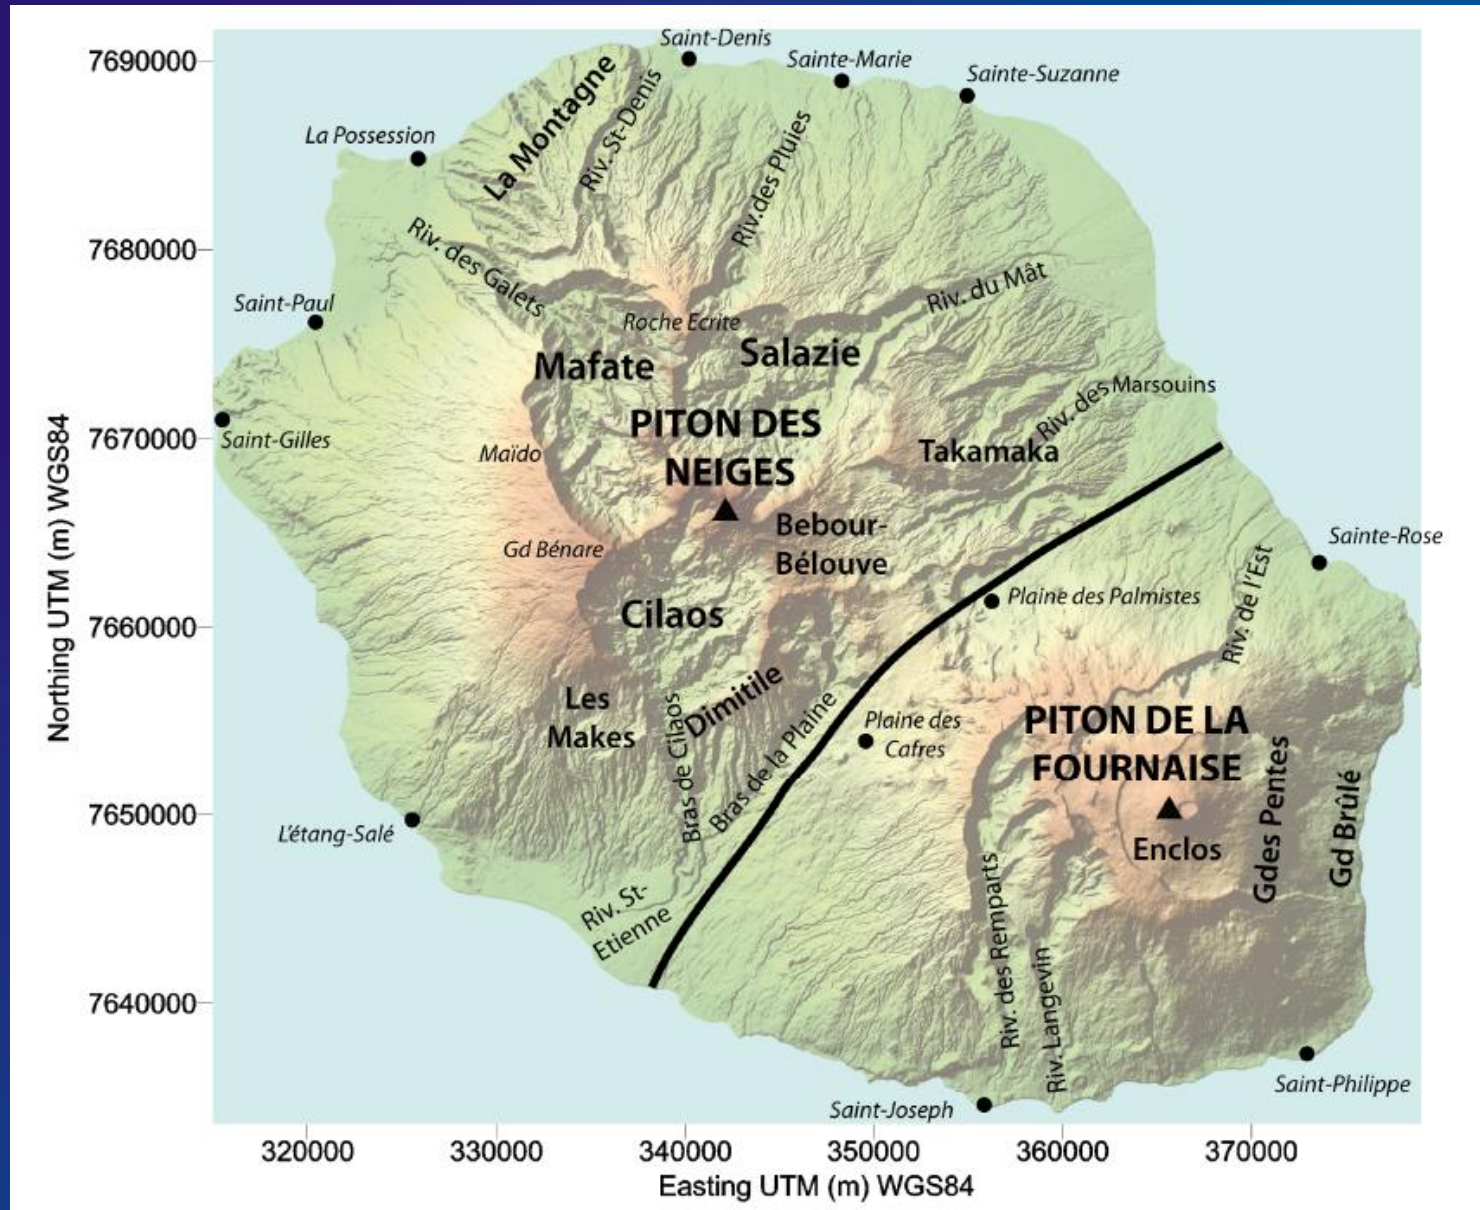 Saint-Denis
Sainte-Marie
Sainte-Suzanne
7690000
La Possession
La Montagne
Riv. St-Denis
Riv.des Pluies
7680000
Riv. des Galets
Riv. du Mât
Saint-Paul
Roche Ecrite
Mafate
Salazie
Riv. des Marsouins
7670000
Saint-Gilles
Maïdo
PITON DES
NEIGES
Takamaka
Bebour-
Bélouve
Gd Bénare
Sainte-Rose
Cilaos
Plaine des Palmistes
Riv. de l'Est
7660000
Les
Makes
Dimitile
Bras de Cilaos
Bras de la Plaine
Plaine des
Cafres
PITON DE LA
FOURNAISE
Enclos
Gdes Pentes
Gd Brûlé
7650000
L'étang-Salé
Riv. St-
Etienne
Riv. des Remparts
Riv. Langevin
7640000
Saint-Joseph
Saint-Philippe
Northing UTM (m) WGS84
320000
330000
340000
350000
360000
370000
Easting UTM (m) WGS84